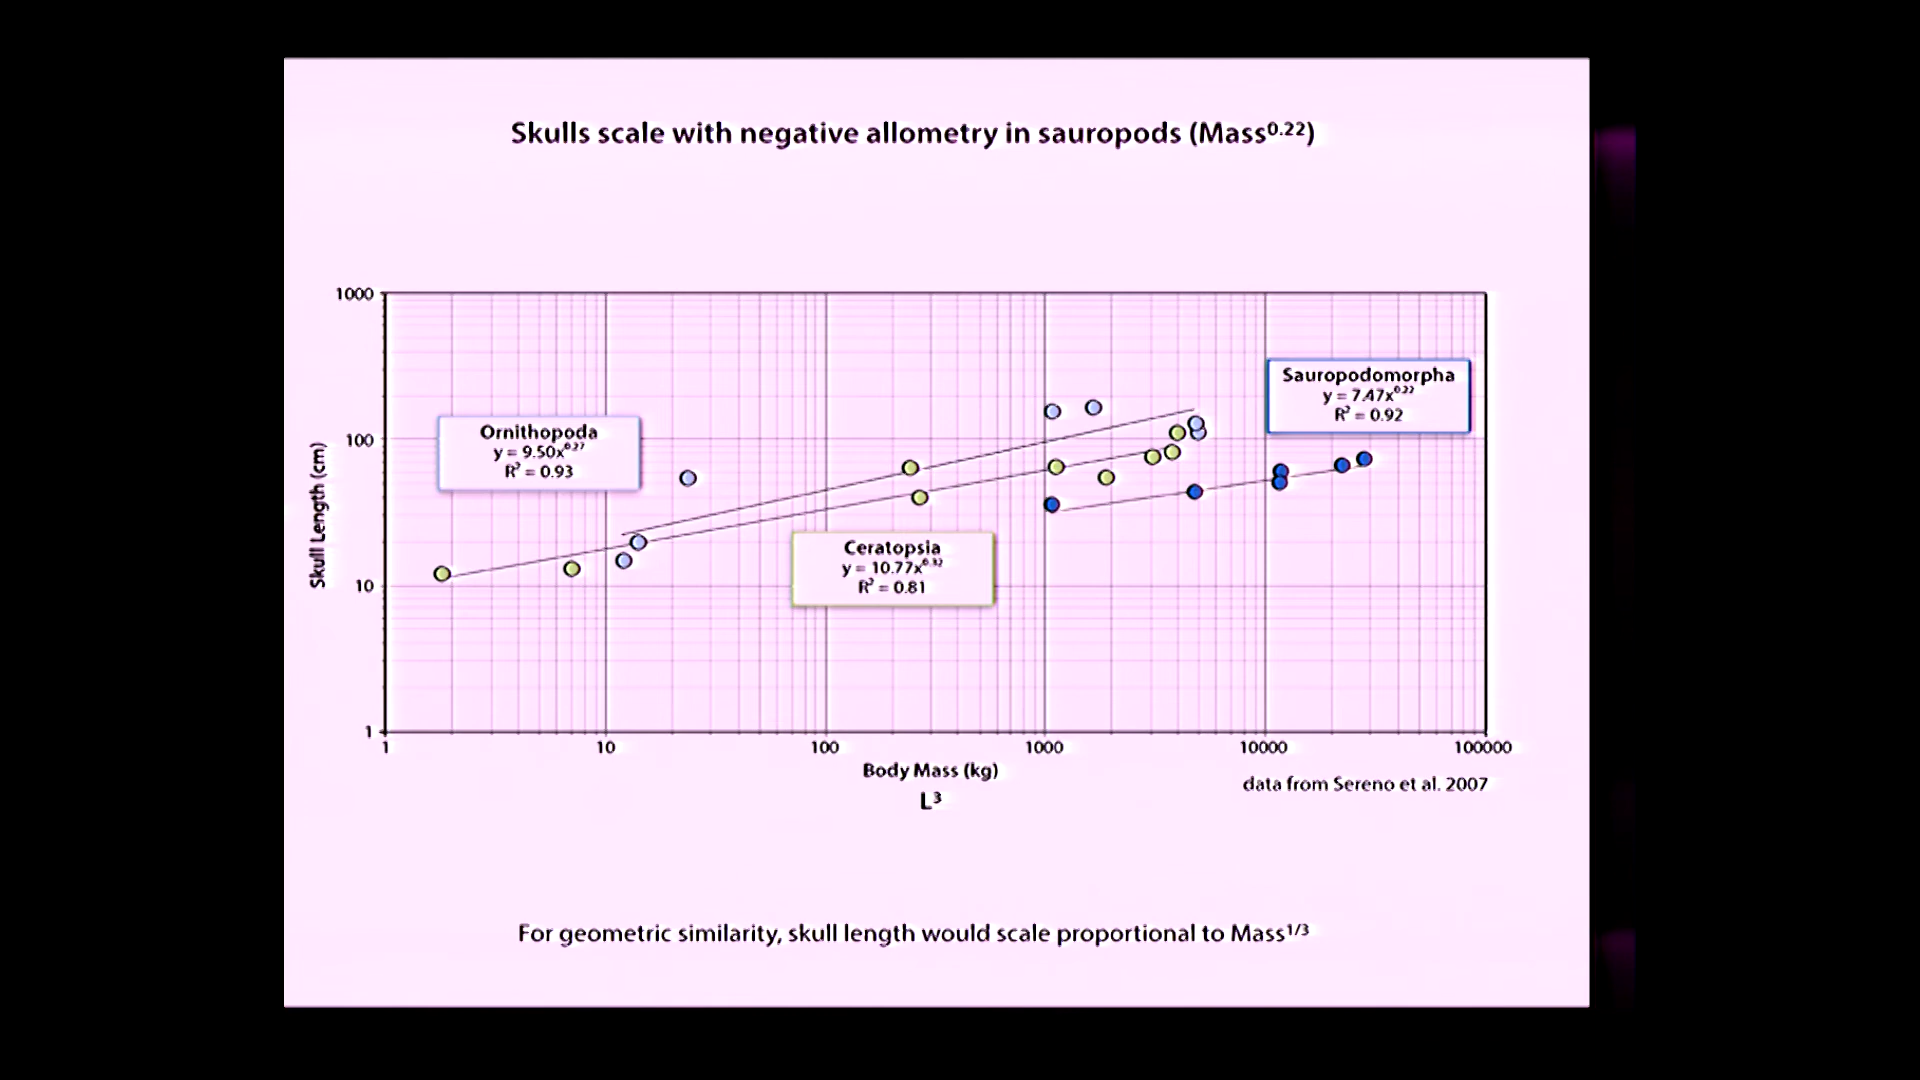 Skulls scale with negative allometry in sauropods (Mass⁰·²²)
1000
100
10
1
Skull Length (cm)
Ornithopoda
y = 9.50x⁰·²⁷
R² = 0.93
Ceratopsia
y = 10.77x⁰·³²
R² = 0.81
Sauropodomorpha
y = 7.47x⁰·²²
R² = 0.92
1 10 100 1000 10000 100000
Body Mass (kg)
L³
data from Sereno et al. 2007
For geometric similarity, skull length would scale proportional to Mass¹/³